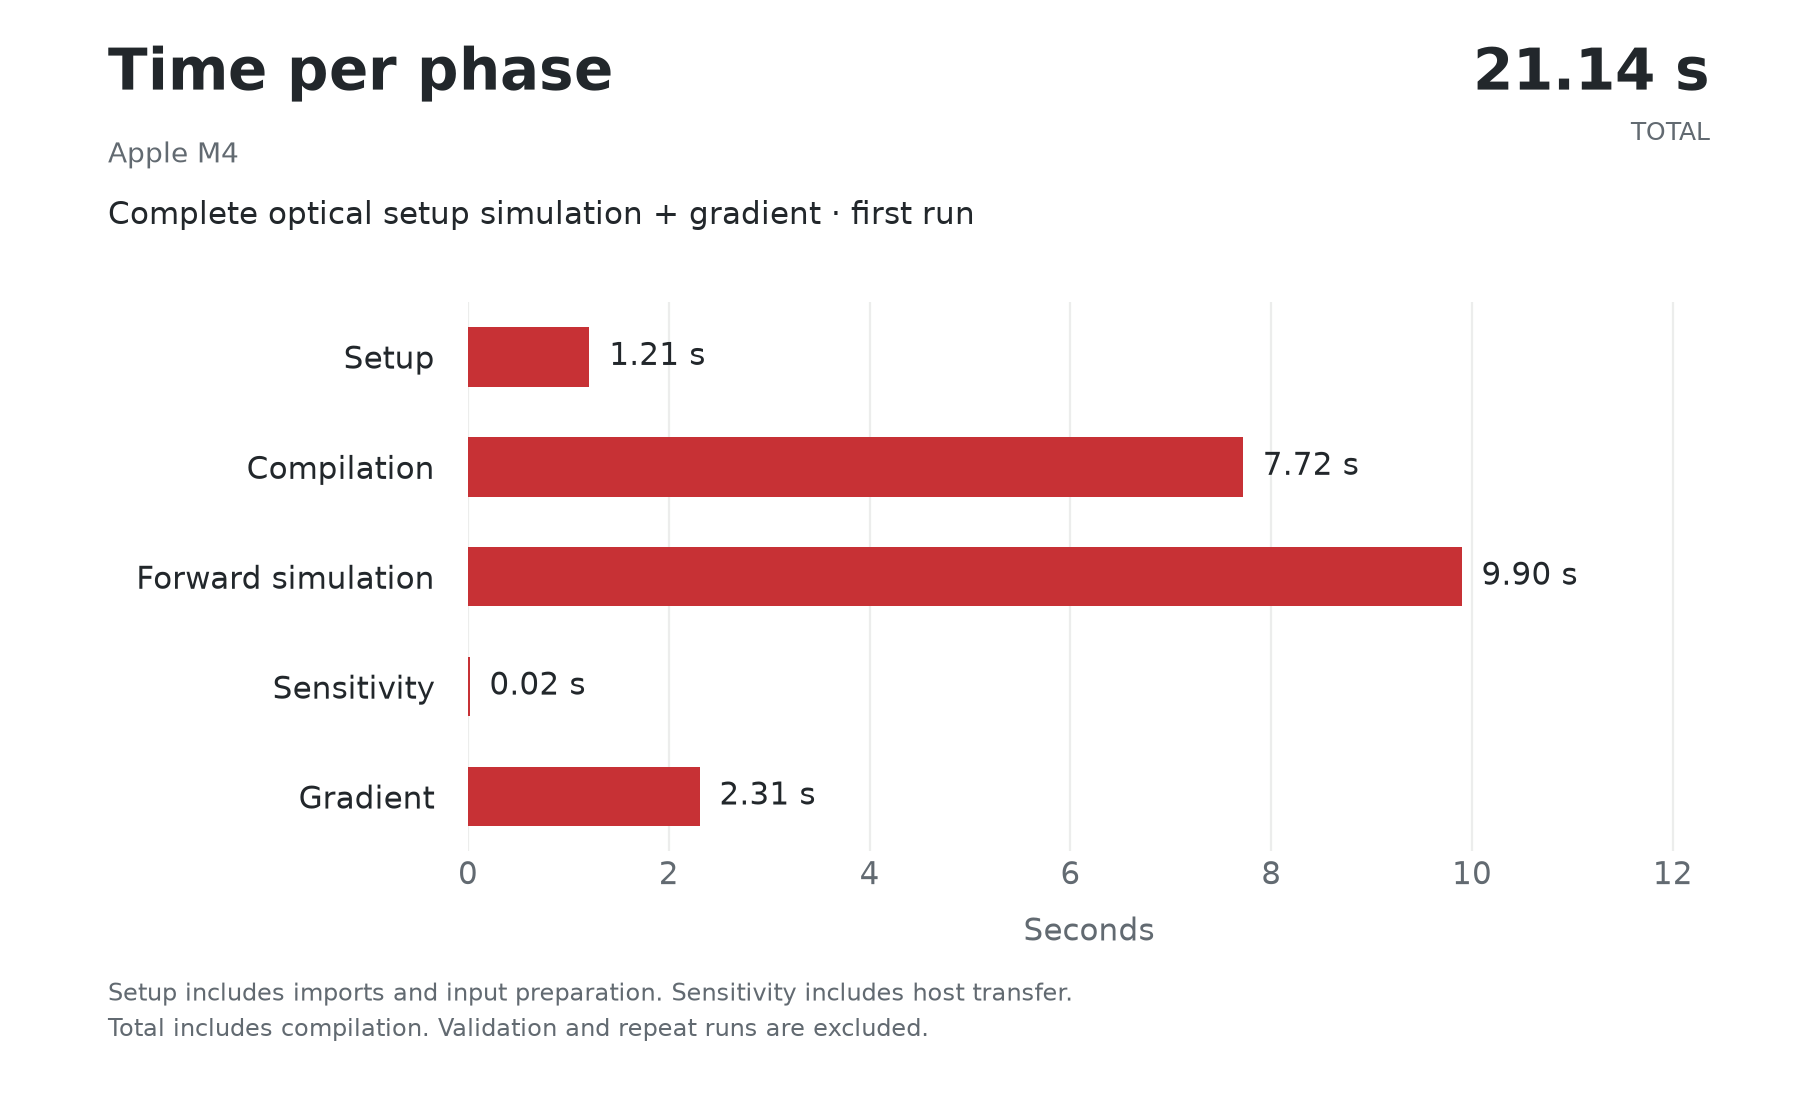 Time per phase
21.14 s
TOTAL
Apple M4
Complete optical setup simulation + gradient · first run
Setup
1.21 s
Compilation
7.72 s
Forward simulation
9.90 s
Sensitivity
0.02 s
Gradient
2.31 s
0 2 4 6 8 10 12
Seconds
Setup includes imports and input preparation. Sensitivity includes host transfer.
Total includes compilation. Validation and repeat runs are excluded.